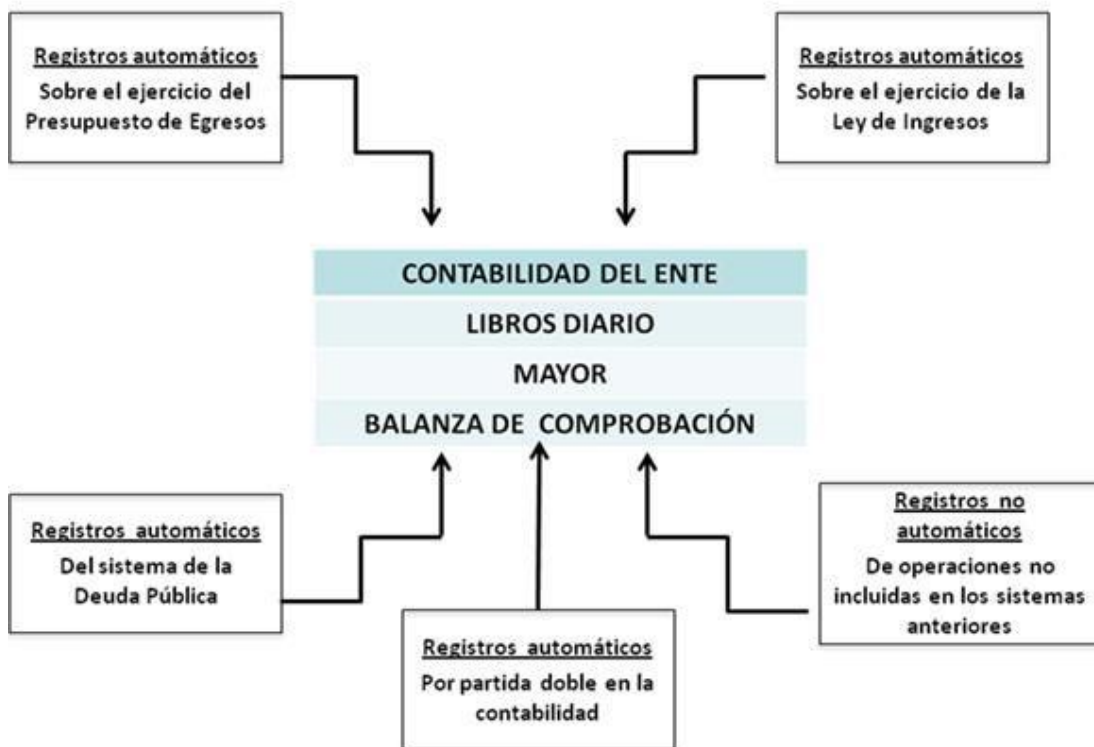 Registros automáticos
Sobre el ejercicio del
Presupuesto de Egresos
Registros automáticos
Sobre el ejercicio de la
Ley de Ingresos
CONTABILIDAD DEL ENTE
LIBROS DIARIO
MAYOR
BALANZA DE COMPROBACIÓN
Registros automáticos
Del sistema de la
Deuda Pública
Registros automáticos
Por partida doble en la
contabilidad
Registros no
automáticos
De operaciones no
incluidas en los sistemas
anteriores